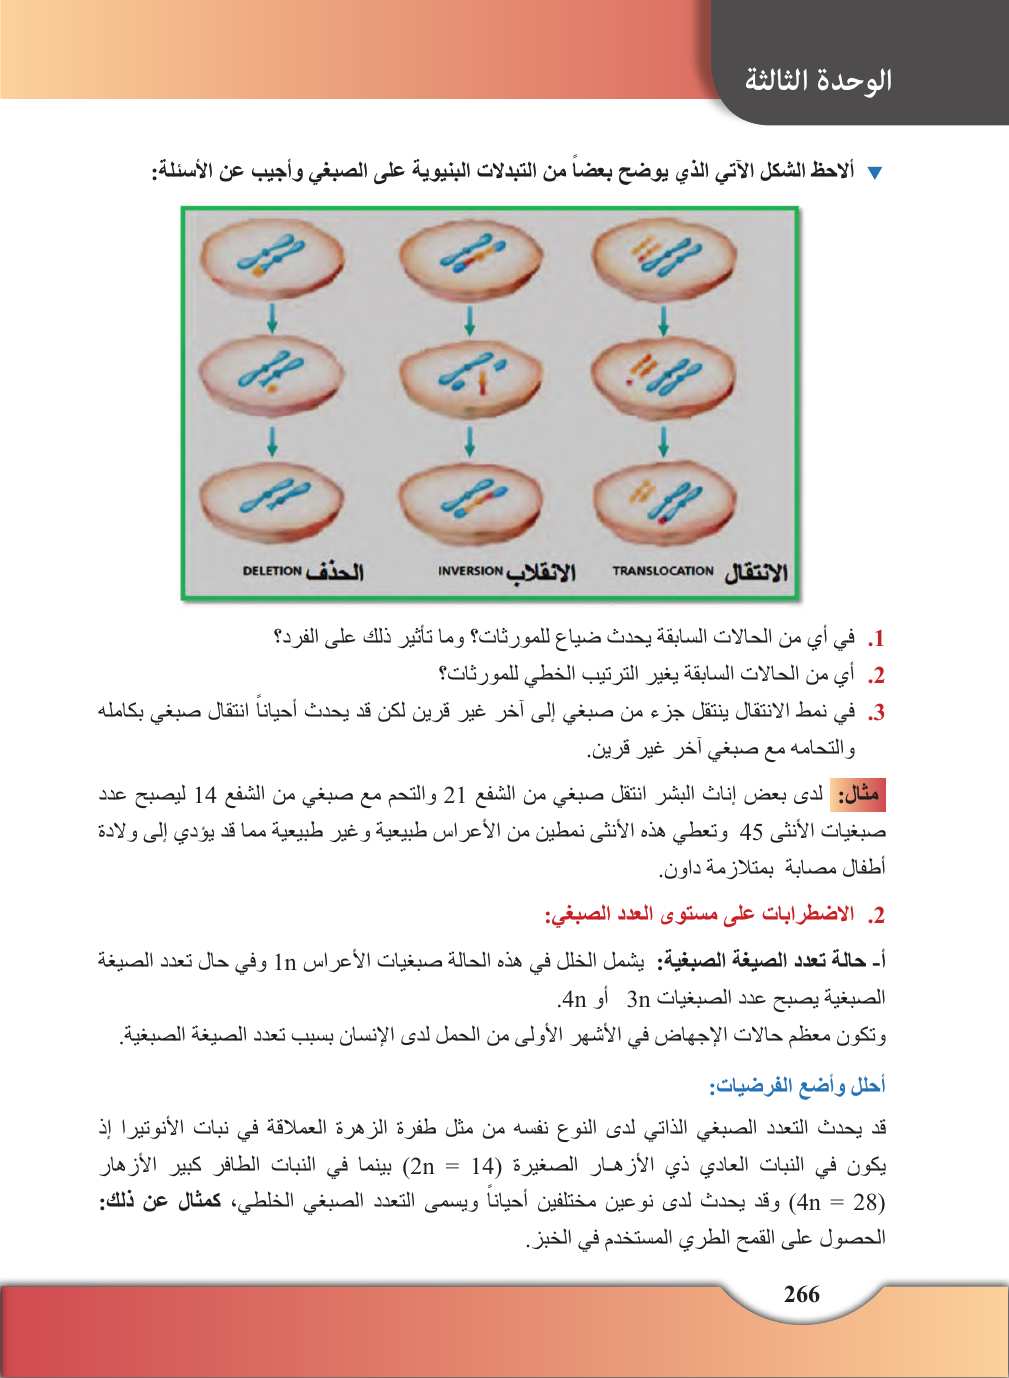 الوحدة الثالثة
▼ ألاحظ الشكل الآتي الذي يوضح بعضاً من التبدلات البنيوية على الصبغي وأجيب عن الأسئلة:
الانتقال TRANSLOCATION الانقلاب INVERSION الحذف DELETION
1. في أي من الحالات السابقة يحدث ضياع للمورثات؟ وما تأثير ذلك على الفرد؟
2. أي من الحالات السابقة يغير الترتيب الخطي للمورثات؟
3. في نمط الانتقال ينتقل جزء من صبغي إلى آخر غير قرين لكن قد يحدث أحياناً انتقال صبغي بكامله
والتحامه مع صبغي آخر غير قرين.
مثال: لدى بعض إناث البشر انتقل صبغي من الشفع 21 والتحم مع صبغي من الشفع 14 ليصبح عدد
صبغيات الأنثى 45 وتعطي هذه الأنثى نمطين من الأعراس طبيعية وغير طبيعية مما قد يؤدي إلى ولادة
أطفال مصابة بمتلازمة داون.
2. الاضطرابات على مستوى العدد الصبغي:
أ- حالة تعدد الصيغة الصبغية: يشمل الخلل في هذه الحالة صبغيات الأعراس 1n وفي حال تعدد الصيغة
الصبغية يصبح عدد الصبغيات 3n أو 4n.
وتكون معظم حالات الإجهاض في الأشهر الأولى من الحمل لدى الإنسان بسبب تعدد الصيغة الصبغية.
أحلل وأضع الفرضيات:
قد يحدث التعدد الصبغي الذاتي لدى النوع نفسه من مثل طفرة الزهرة العملاقة في نبات الأنوتيرا إذ
يكون في النبات العادي ذي الأزهـار الصغيرة (2n = 14) بينما في النبات الطافر كبير الأزهار
(4n = 28) وقد يحدث لدى نوعين مختلفين أحياناً ويسمى التعدد الصبغي الخلطي، كمثال عن ذلك:
الحصول على القمح الطري المستخدم في الخبز.
266